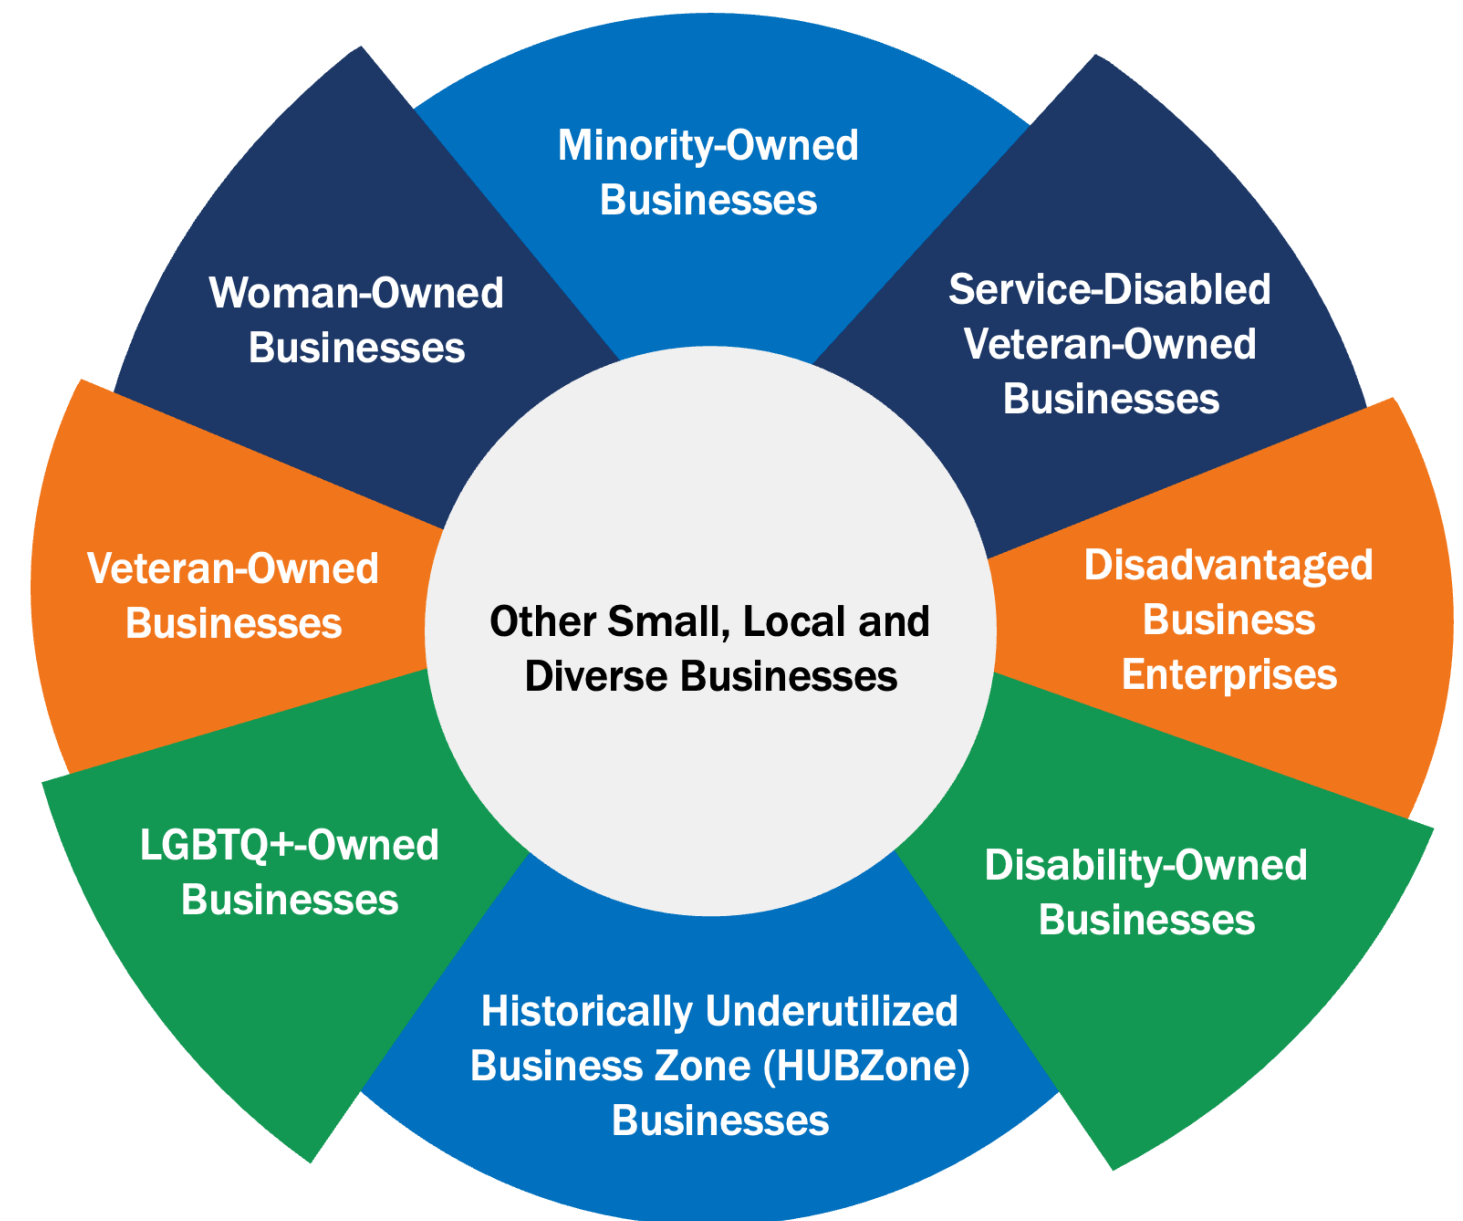 Minority-Owned
Businesses
Service-Disabled
Veteran-Owned
Businesses
Disadvantaged
Business
Enterprises
Disability-Owned
Businesses
Historically Underutilized
Business Zone (HUBZone)
Businesses
LGBTQ+-Owned
Businesses
Veteran-Owned
Businesses
Woman-Owned
Businesses
Other Small, Local and
Diverse Businesses